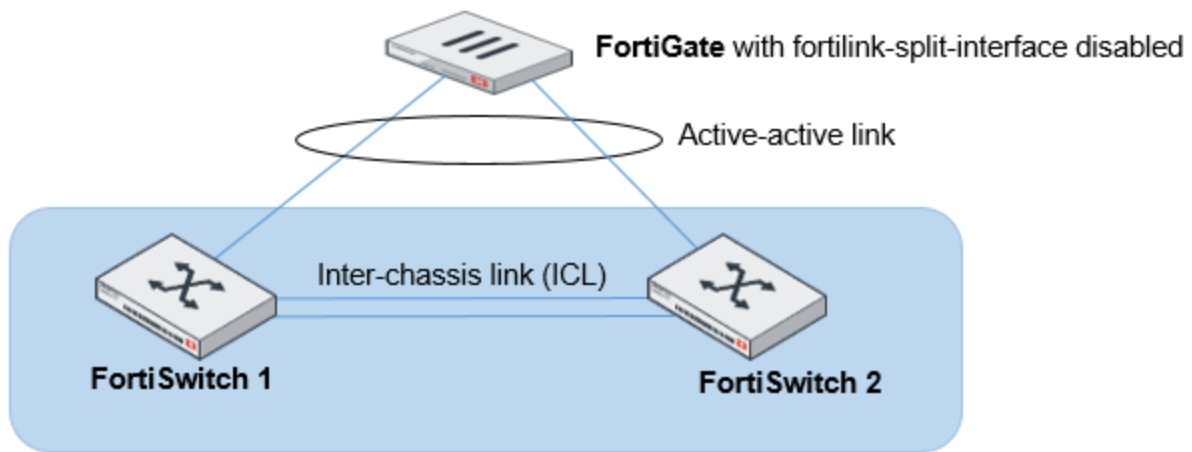 FortiGate with fortilink-split-interface disabled
Active-active link
Inter-chassis link (ICL)
FortiSwitch 1
FortiSwitch 2